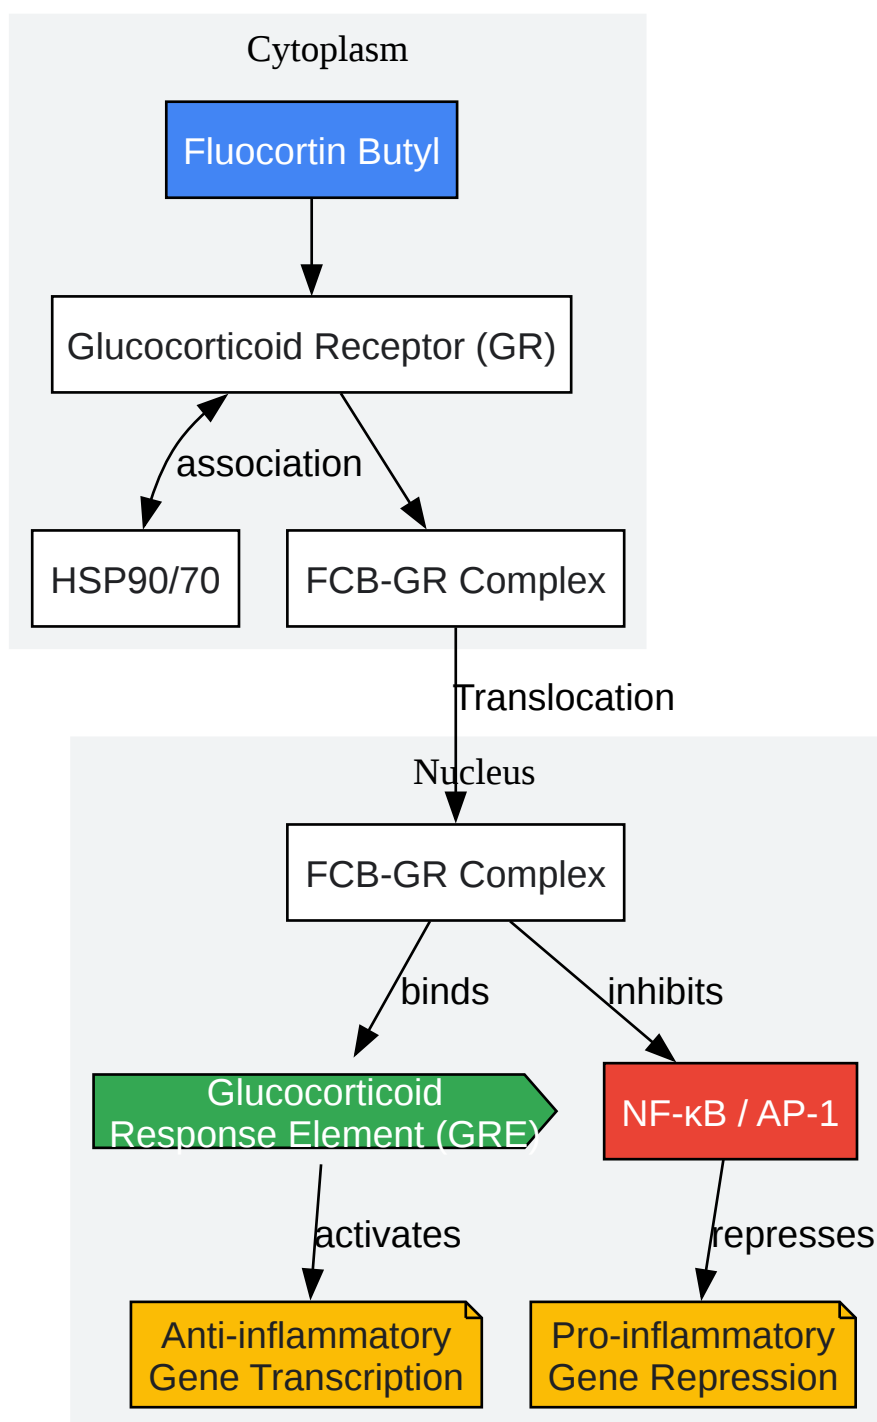 Cytoplasm
Fluocortin Butyl
Glucocorticoid Receptor (GR)
association
HSP90/70
FCB-GR Complex
Translocation
Nucleus
FCB-GR Complex
binds
inhibits
Glucocorticoid
Response Element (GRE)
NF-κB / AP-1
activates
represses
Anti-inflammatory
Gene Transcription
Pro-inflammatory
Gene Repression